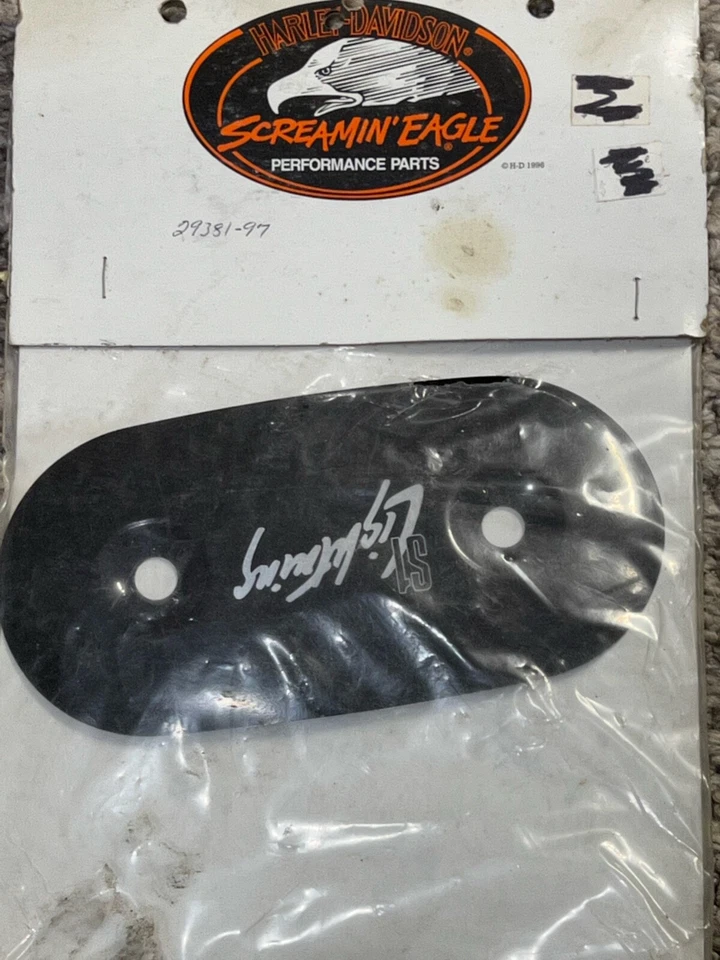 HARLEY-DAVIDSON®
SCREAMIN' EAGLE®
PERFORMANCE PARTS
© H-D 1996
29381-97
Lightning
S1